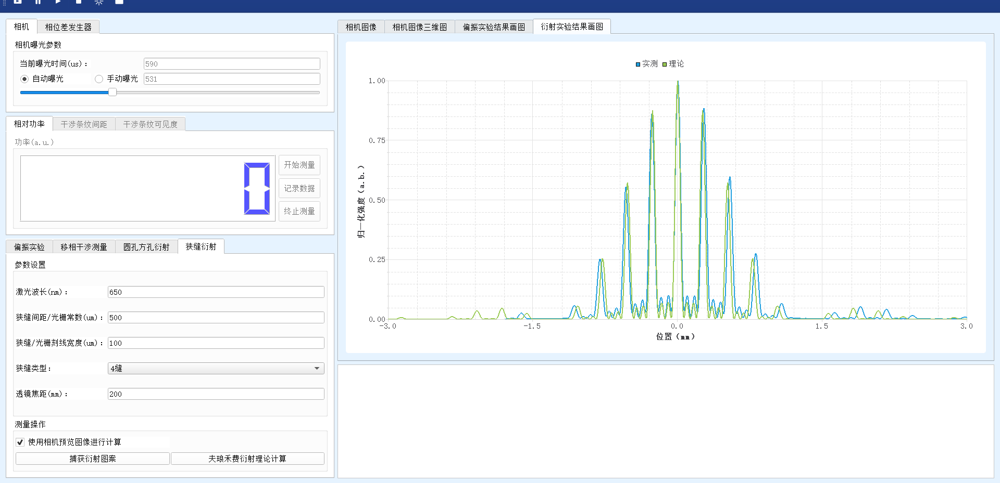 相机 相位差发生器
相机曝光参数
当前曝光时间(us): 590
自动曝光 手动曝光 531
相对功率 干涉条纹间距 干涉条纹可见度
功率(a.u.)
0
开始测量
记录数据
终止测量
偏振实验 移相干涉测量 圆孔方孔衍射 狭缝衍射
参数设置
激光波长(nm): 650
狭缝间距/光栅常数(um): 500
狭缝/光栅刻线宽度(um): 100
狭缝类型: 4缝
透镜焦距(mm): 200
测量操作
使用相机预览图像进行计算
捕获衍射图案 夫琅禾费衍射理论计算
相机图像 相机图像三维图 偏振实验结果画图 衍射实验结果画图
实测 理论
1.00
0.75
0.50
0.25
0.00
归一化强度(a.b.)
-3.0 -1.5 0.0 1.5 3.0
位置(mm)